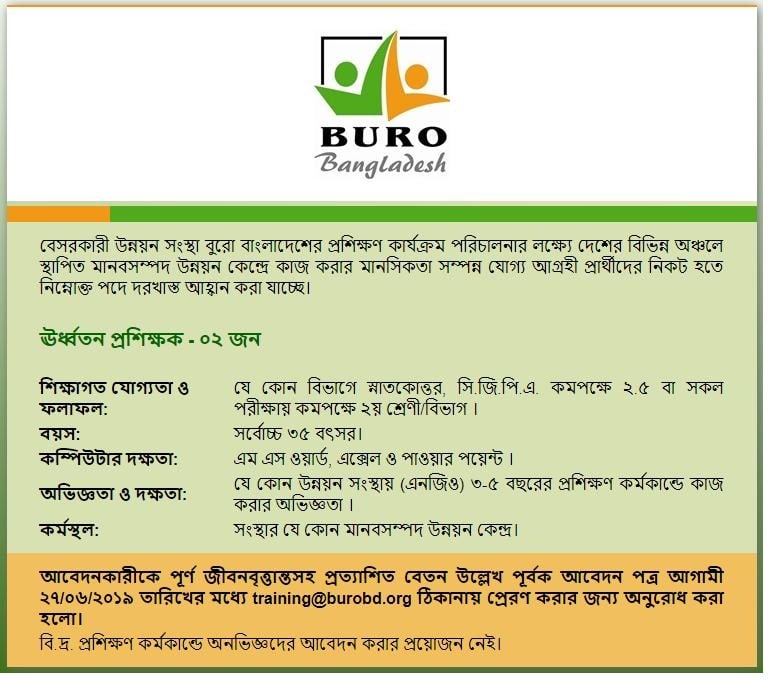 BURO
Bangladesh
বেসরকারী উন্নয়ন সংস্থা বুরো বাংলাদেশের প্রশিক্ষণ কার্যক্রম পরিচালনার লক্ষ্যে দেশের বিভিন্ন অঞ্চলে
স্থাপিত মানবসম্পদ উন্নয়ন কেন্দ্রে কাজ করার মানসিকতা সম্পন্ন যোগ্য আগ্রহী প্রার্থীদের নিকট হতে
নিম্নোক্ত পদে দরখাস্ত আহ্বান করা যাচ্ছে।
ঊর্ধ্বতন প্রশিক্ষক - ০২ জন
শিক্ষাগত যোগ্যতা ও
ফলাফল:
যে কোন বিভাগে স্নাতকোত্তর, সি.জি.পি.এ. কমপক্ষে ২.৫ বা সকল
পরীক্ষায় কমপক্ষে ২য় শ্রেণী/বিভাগ ।
বয়স: সর্বোচ্চ ৩৫ বৎসর।
কম্পিউটার দক্ষতা: এম এস ওয়ার্ড, এক্সেল ও পাওয়ার পয়েন্ট ।
অভিজ্ঞতা ও দক্ষতা: যে কোন উন্নয়ন সংস্থায় (এনজিও) ৩-৫ বছরের প্রশিক্ষণ কর্মকান্ডে কাজ
করার অভিজ্ঞতা ।
কর্মস্থল: সংস্থার যে কোন মানবসম্পদ উন্নয়ন কেন্দ্র।
আবেদনকারীকে পূর্ণ জীবনবৃত্তান্তসহ প্রত্যাশিত বেতন উল্লেখ পূর্বক আবেদন পত্র আগামী
২৭/০৬/২০১৯ তারিখের মধ্যে training@burobd.org ঠিকানায় প্রেরণ করার জন্য অনুরোধ করা
হলো।
বি.দ্র. প্রশিক্ষণ কর্মকান্ডে অনভিজ্ঞদের আবেদন করার প্রয়োজন নেই।